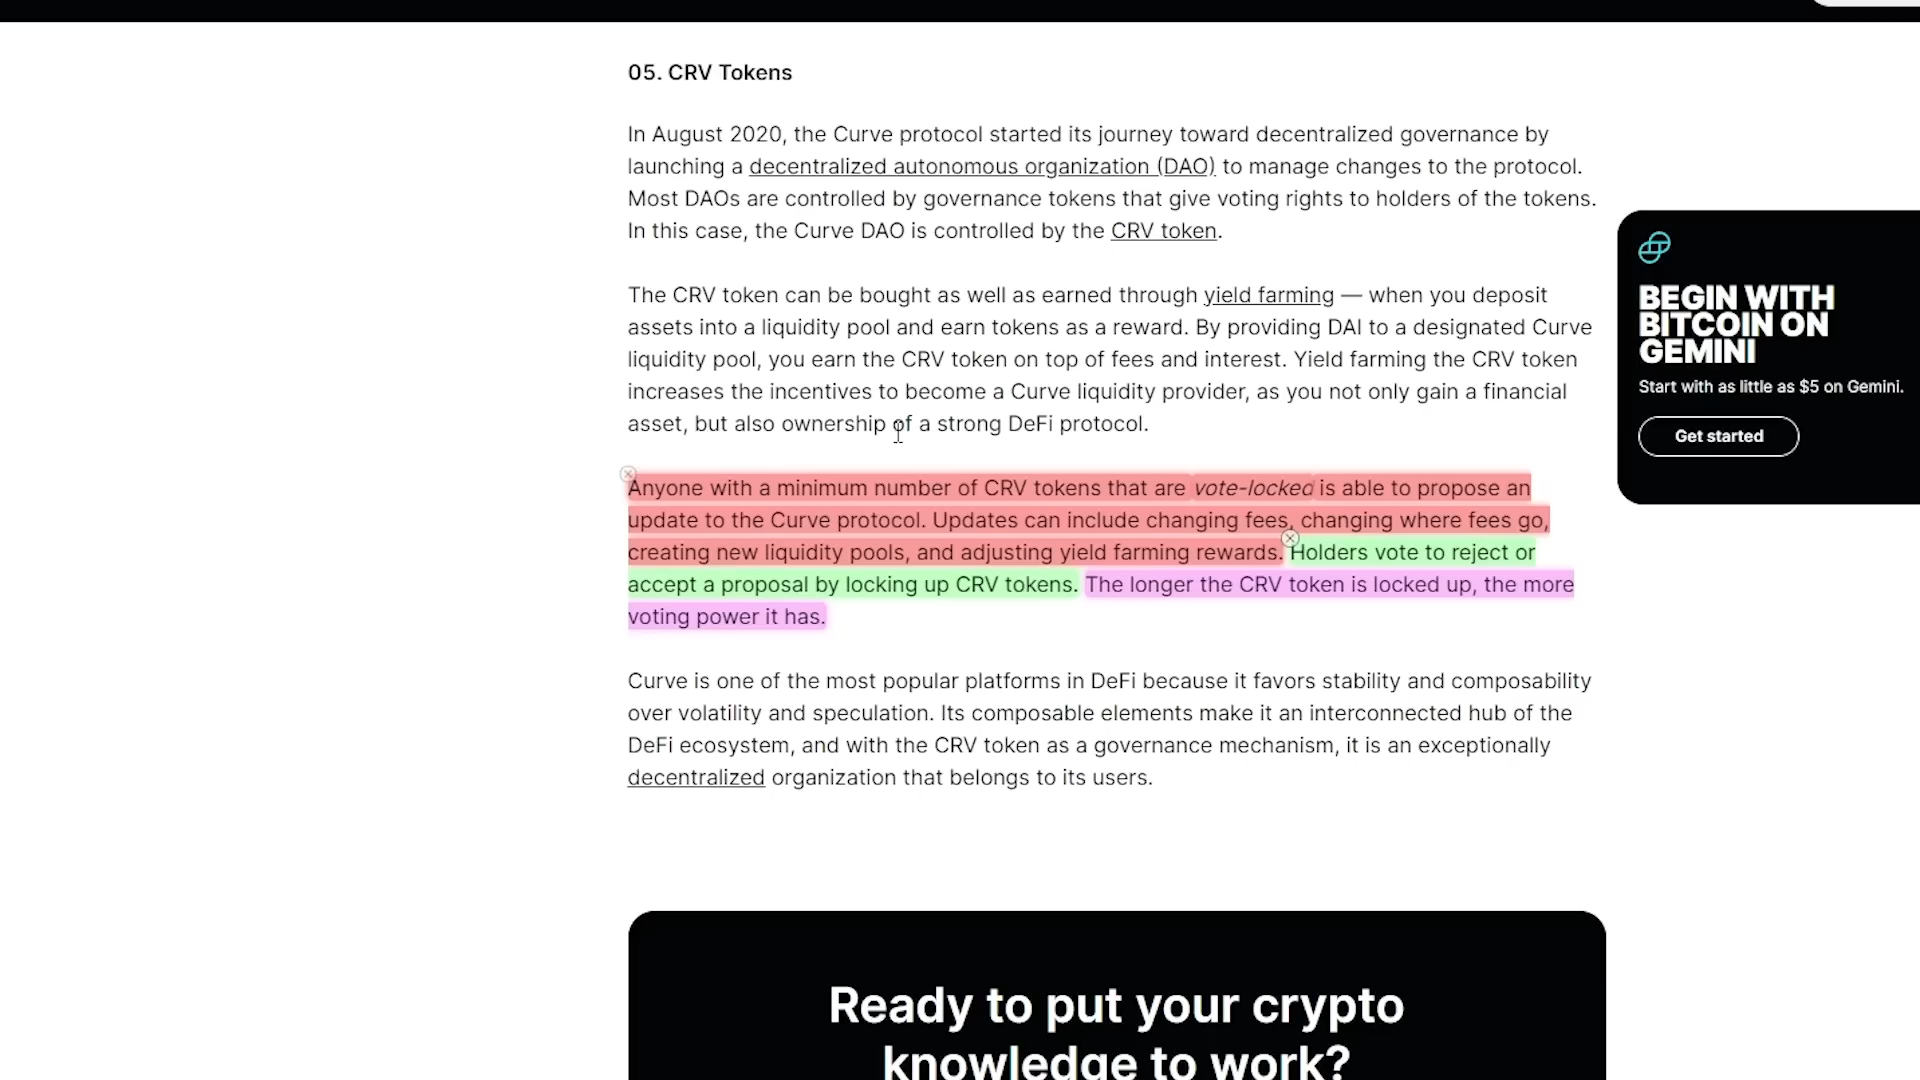 05. CRV Tokens
In August 2020, the Curve protocol started its journey toward decentralized governance by
launching a decentralized autonomous organization (DAO) to manage changes to the protocol.
Most DAOs are controlled by governance tokens that give voting rights to holders of the tokens.
In this case, the Curve DAO is controlled by the CRV token.
The CRV token can be bought as well as earned through yield farming — when you deposit
assets into a liquidity pool and earn tokens as a reward. By providing DAI to a designated Curve
liquidity pool, you earn the CRV token on top of fees and interest. Yield farming the CRV token
increases the incentives to become a Curve liquidity provider, as you not only gain a financial
asset, but also ownership of a strong DeFi protocol.
Anyone with a minimum number of CRV tokens that are vote-locked is able to propose an
update to the Curve protocol. Updates can include changing fees, changing where fees go,
creating new liquidity pools, and adjusting yield farming rewards. Holders vote to reject or
accept a proposal by locking up CRV tokens. The longer the CRV token is locked up, the more
voting power it has.
Curve is one of the most popular platforms in DeFi because it favors stability and composability
over volatility and speculation. Its composable elements make it an interconnected hub of the
DeFi ecosystem, and with the CRV token as a governance mechanism, it is an exceptionally
decentralized organization that belongs to its users.
BEGIN WITH
BITCOIN ON
GEMINI
Start with as little as $5 on Gemini.
Get started
Ready to put your crypto
knowledge to work?